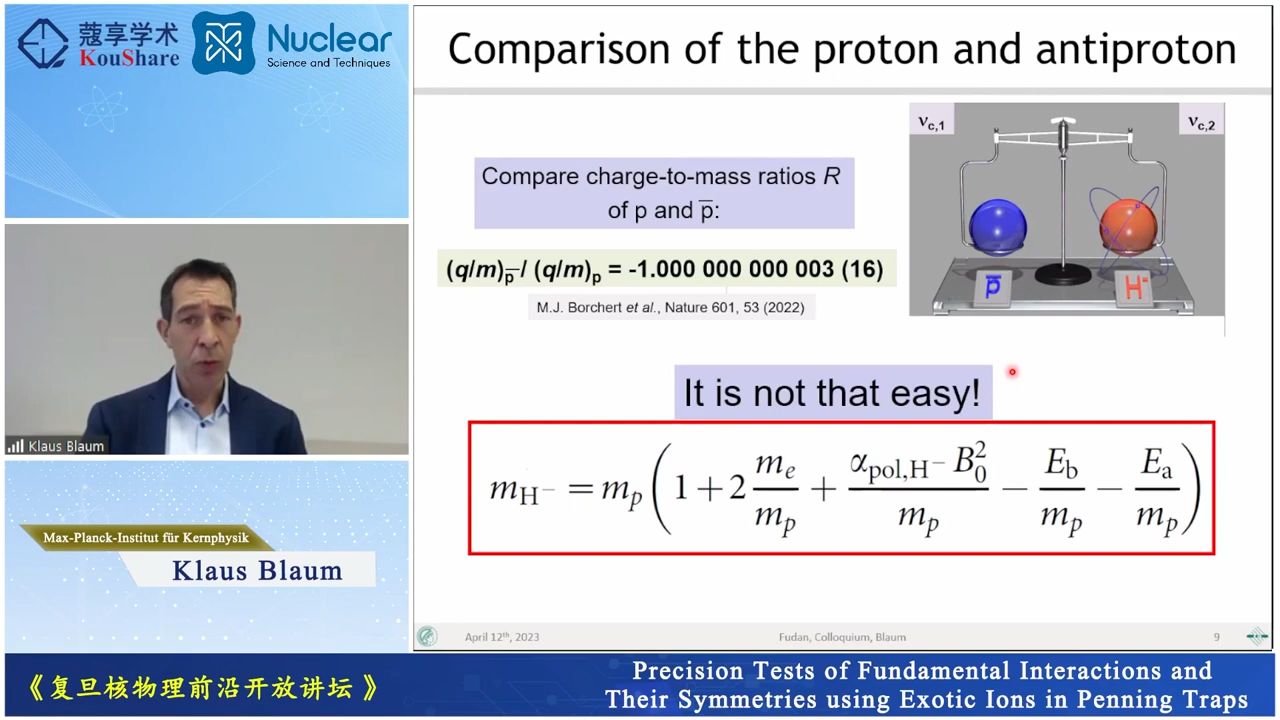 蔻享学术
KouShare
Nuclear
Science and Techniques
Comparison of the proton and antiproton
Compare charge-to-mass ratios R
of p and p̅:
(q/m)p̅ / (q/m)p = -1.000 000 000 003 (16)
M.J. Borchert et al., Nature 601, 53 (2022)
νc,1
νc,2
p̅
H⁻
It is not that easy!
mH⁻ = mp(1 + 2 me/mp + αpol,H⁻ B₀²/mp − Eb/mp − Ea/mp)
Klaus Blaum
Max-Planck-Institut für Kernphysik
Klaus Blaum
April 12th, 2023
Fudan, Colloquium, Blaum
9
《复旦核物理前沿开放讲坛》
Precision Tests of Fundamental Interactions and
Their Symmetries using Exotic Ions in Penning Traps